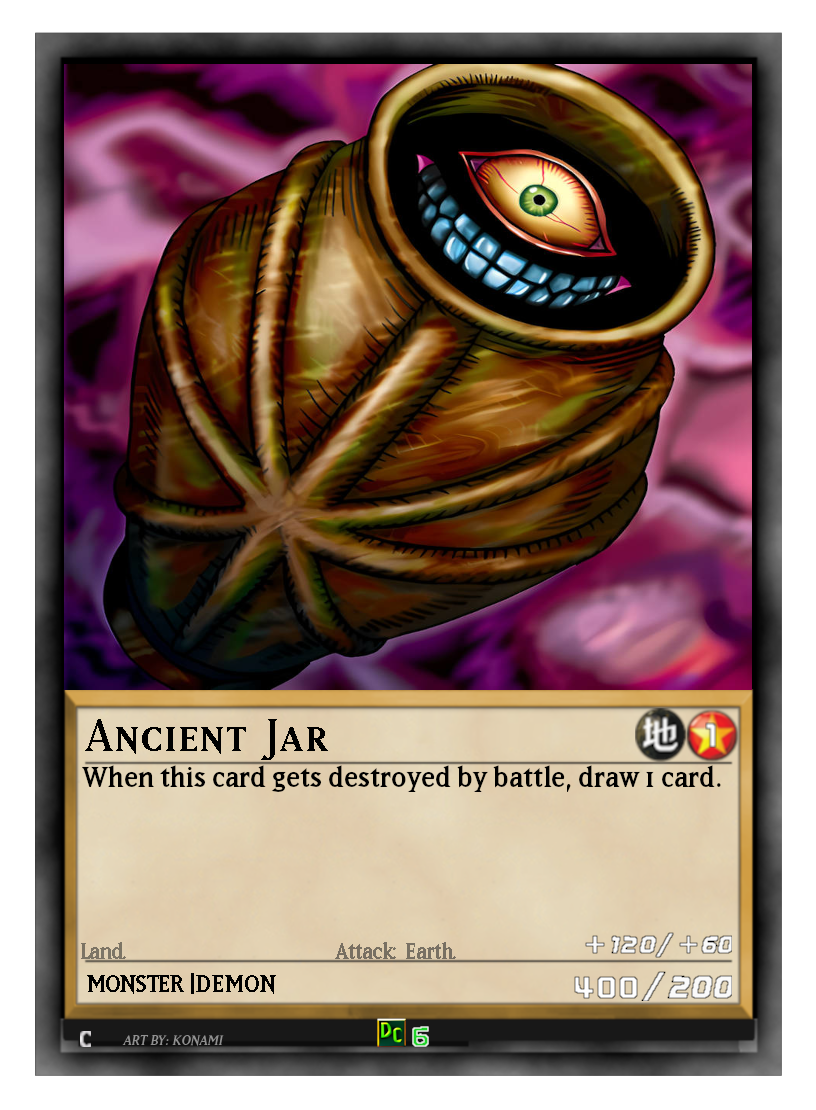 Ancient Jar 地 1
When this card gets destroyed by battle, draw 1 card.
Land. Attack: Earth. +120/+60
MONSTER |DEMON 400/200
C ART BY: KONAMI DC 6